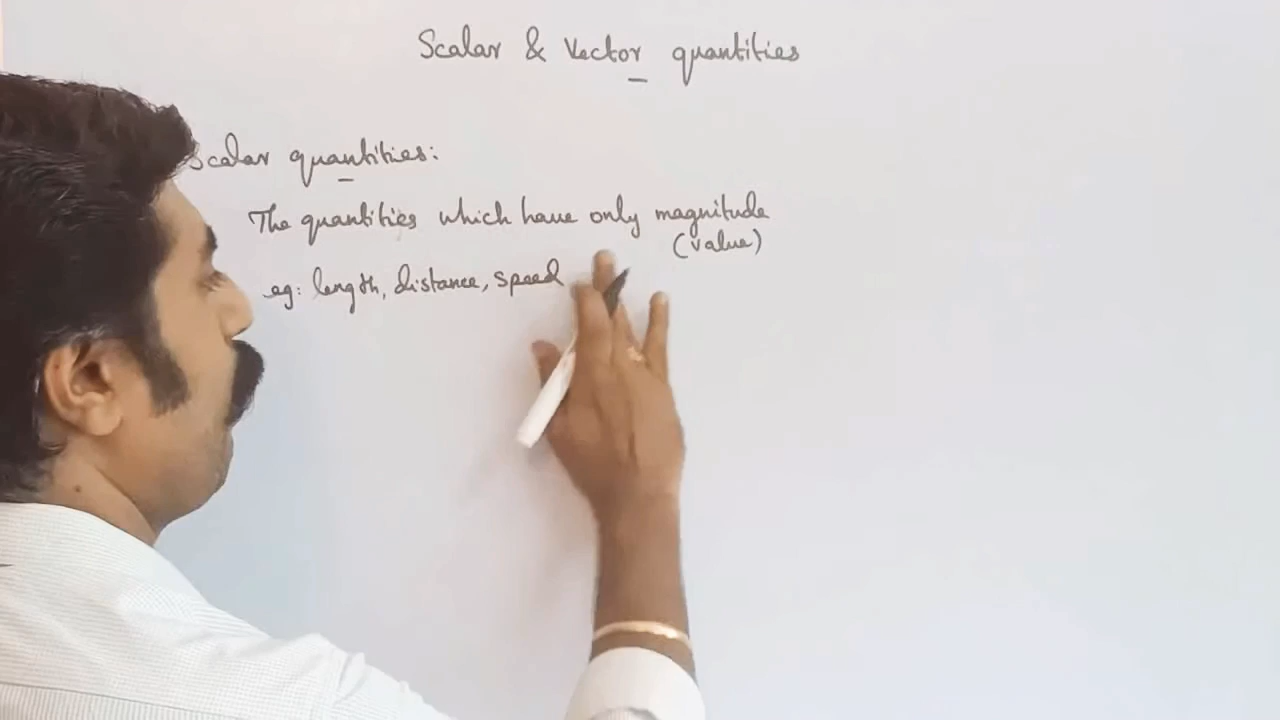 Scalar & Vector quantities
Scalar quantities:
The quantities which have only magnitude
(value)
eg: length, distance, speed